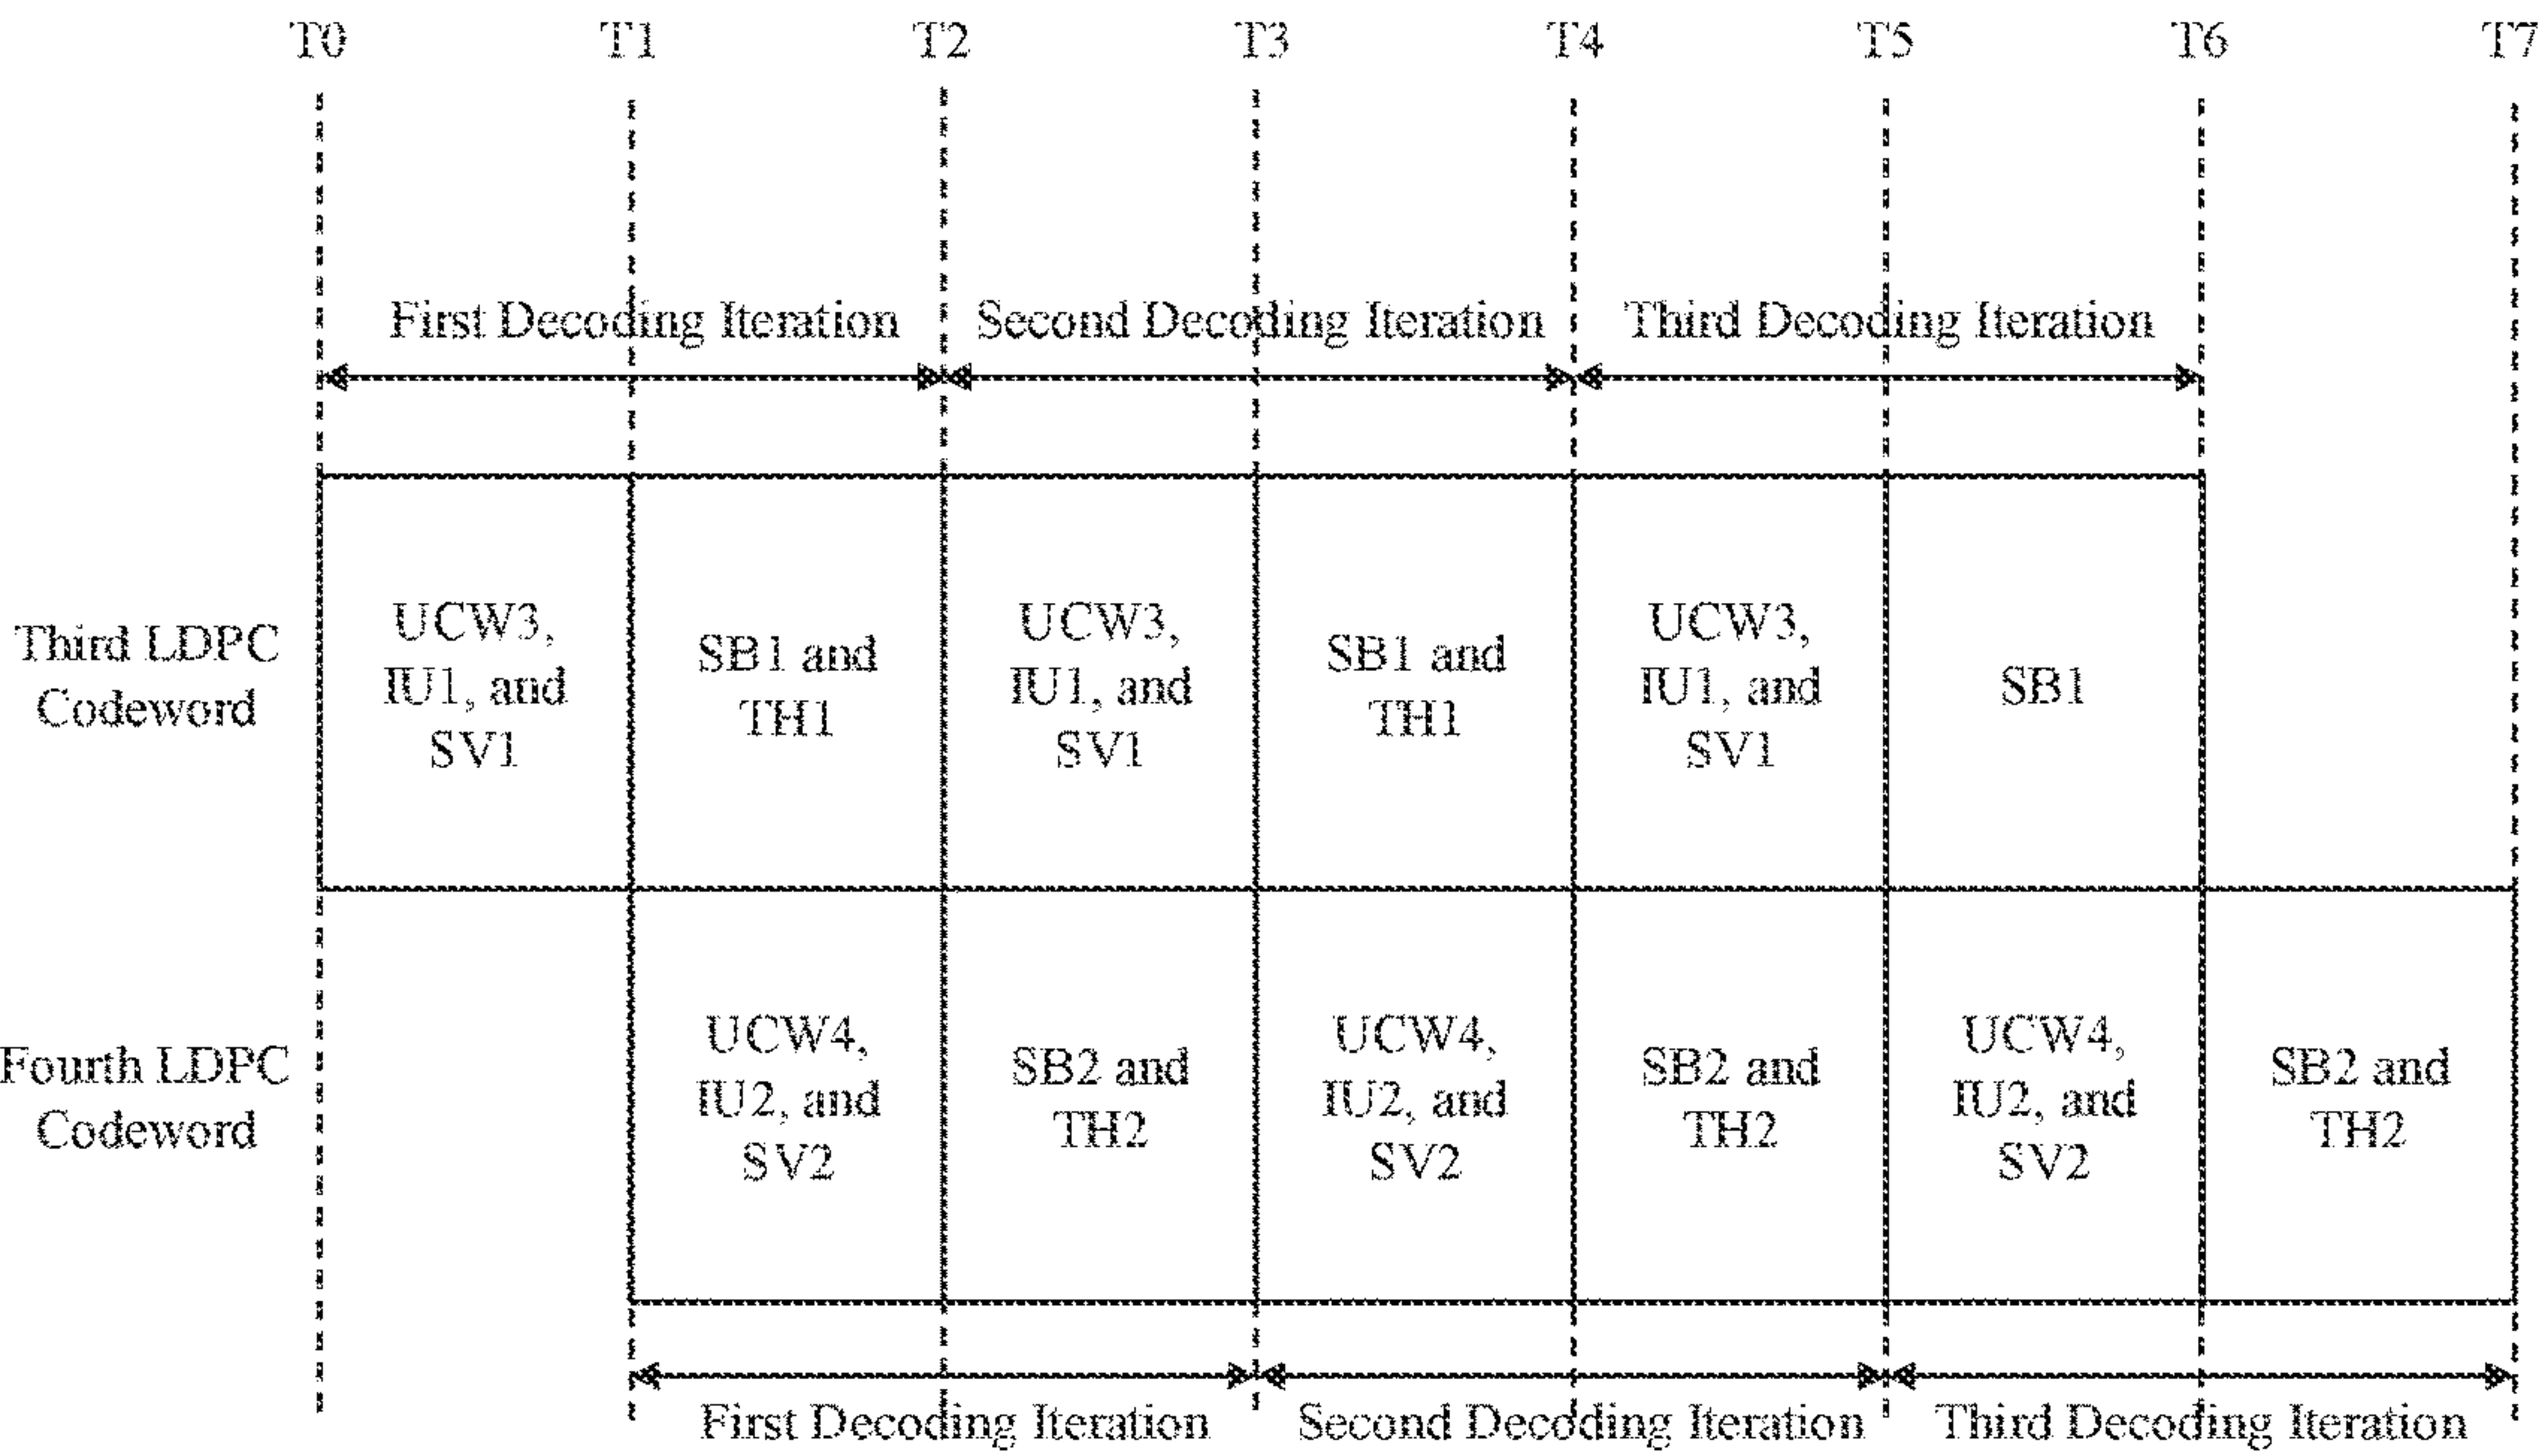 T0 T1 T2 T3 T4 T5 T6 T7
First Decoding Iteration Second Decoding Iteration Third Decoding Iteration
Third LDPC
Codeword
UCW3,
IU1, and
SV1
SB1 and
TH1
UCW3,
IU1, and
SV1
SB1 and
TH1
UCW3,
IU1, and
SV1
SB1
Fourth LDPC
Codeword
UCW4,
IU2, and
SV2
SB2 and
TH2
UCW4,
IU2, and
SV2
SB2 and
TH2
UCW4,
IU2, and
SV2
SB2 and
TH2
First Decoding Iteration Second Decoding Iteration Third Decoding Iteration